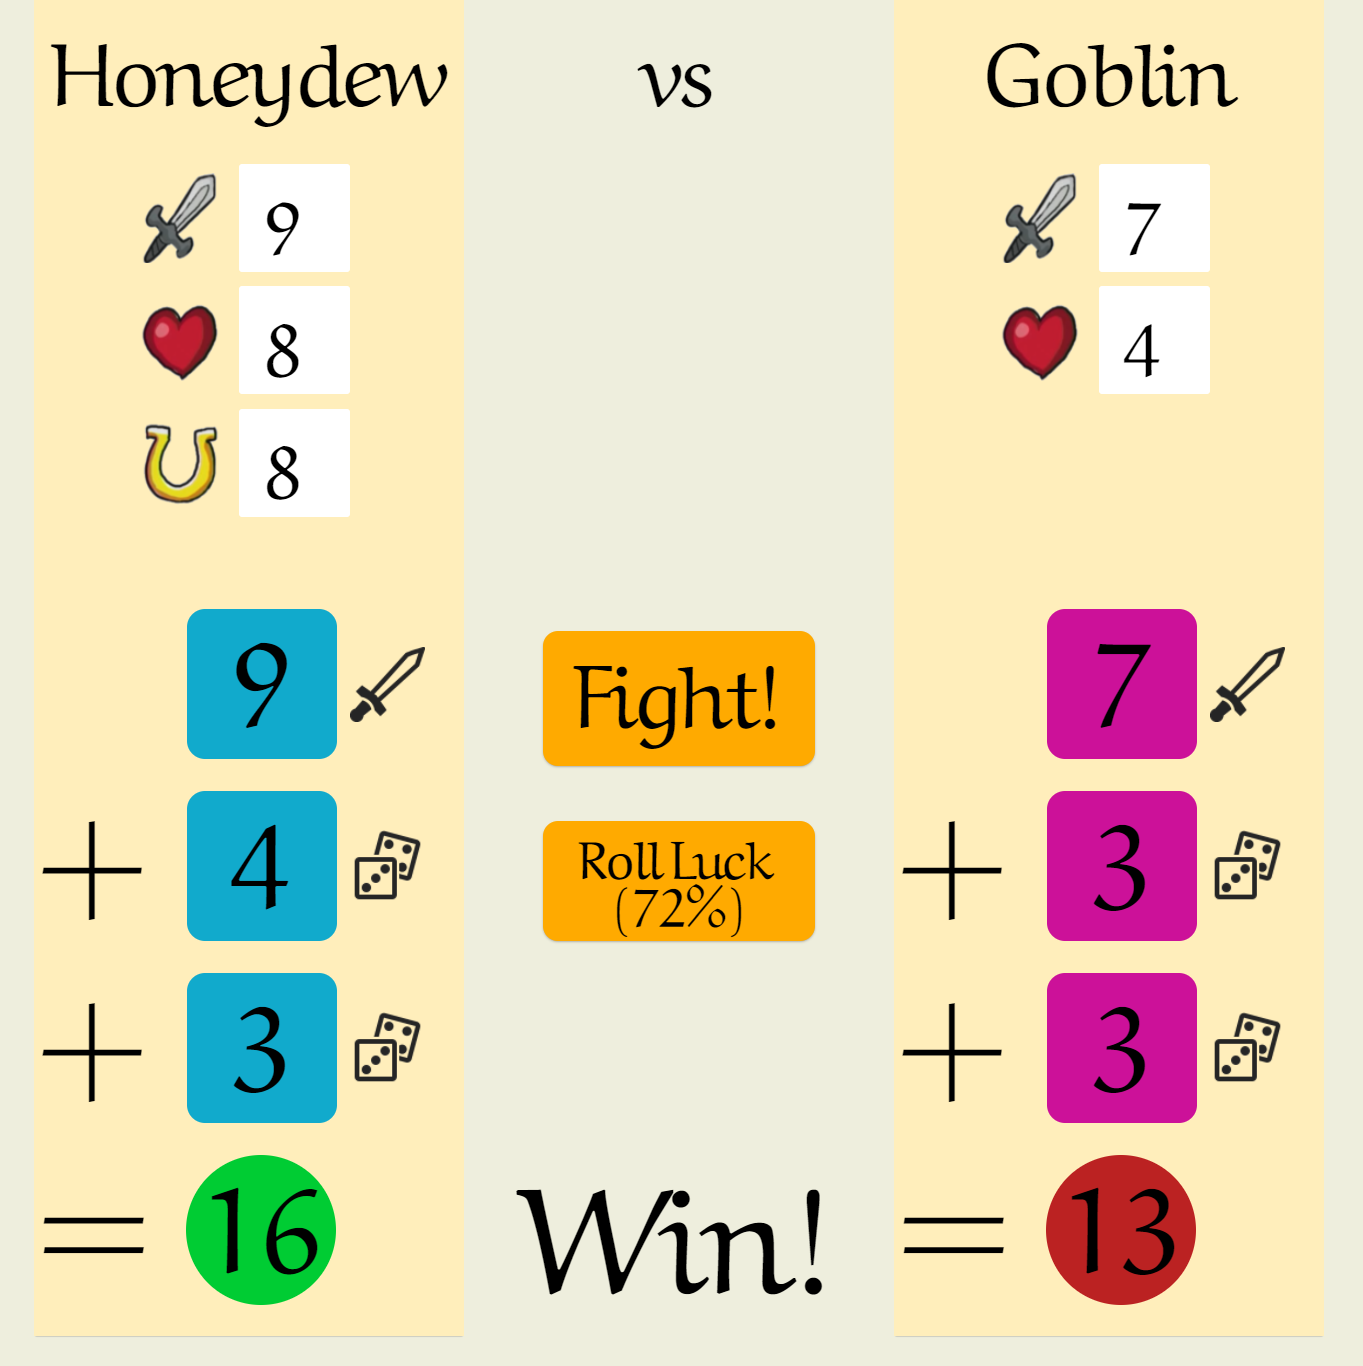 Honeydew vs Goblin
9 7
8 4
8
9 Fight! 7
+ 4 Roll Luck + 3
(72%)
+ 3 + 3
= 16 Win! = 13